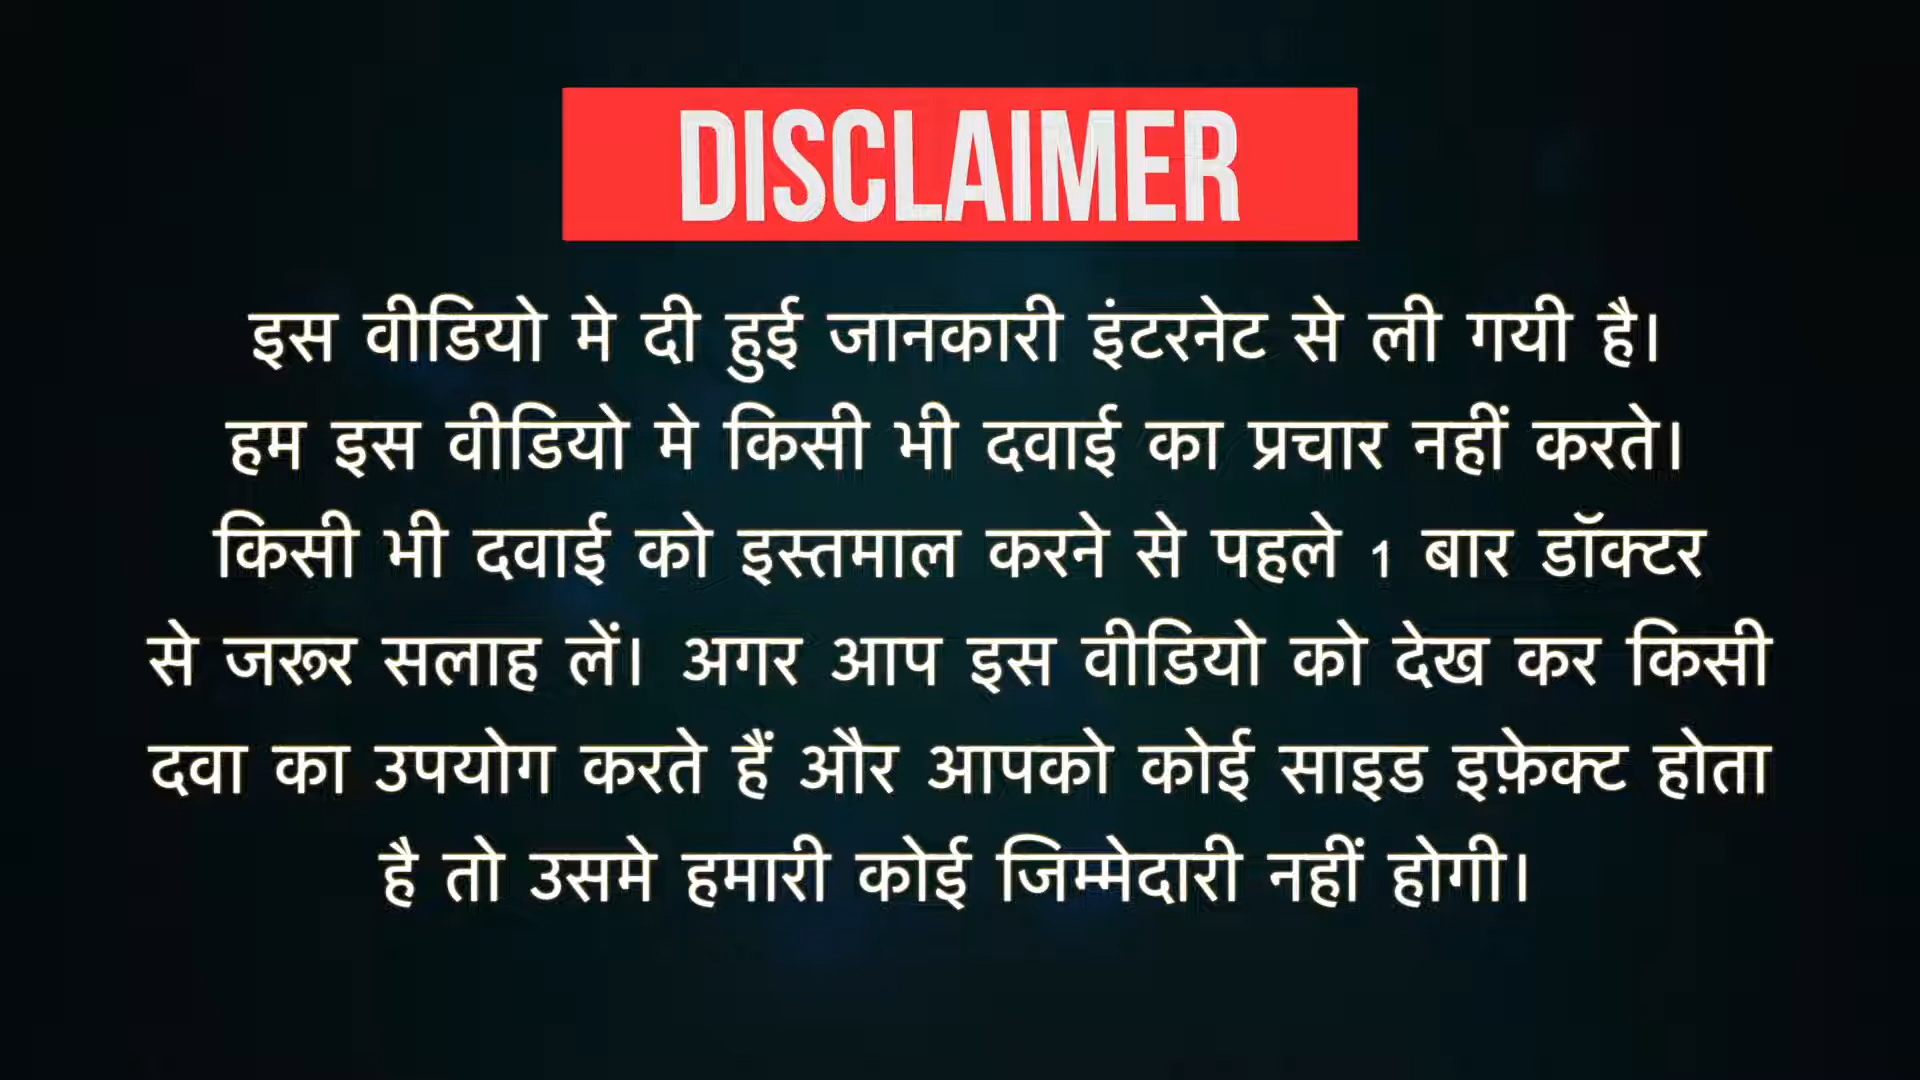 DISCLAIMER
इस वीडियो मे दी हुई जानकारी इंटरनेट से ली गयी है।
हम इस वीडियो मे किसी भी दवाई का प्रचार नहीं करते।
किसी भी दवाई को इस्तमाल करने से पहले 1 बार डॉक्टर
से जरूर सलाह लें। अगर आप इस वीडियो को देख कर किसी
दवा का उपयोग करते हैं और आपको कोई साइड इफ़ेक्ट होता
है तो उसमे हमारी कोई जिम्मेदारी नहीं होगी।